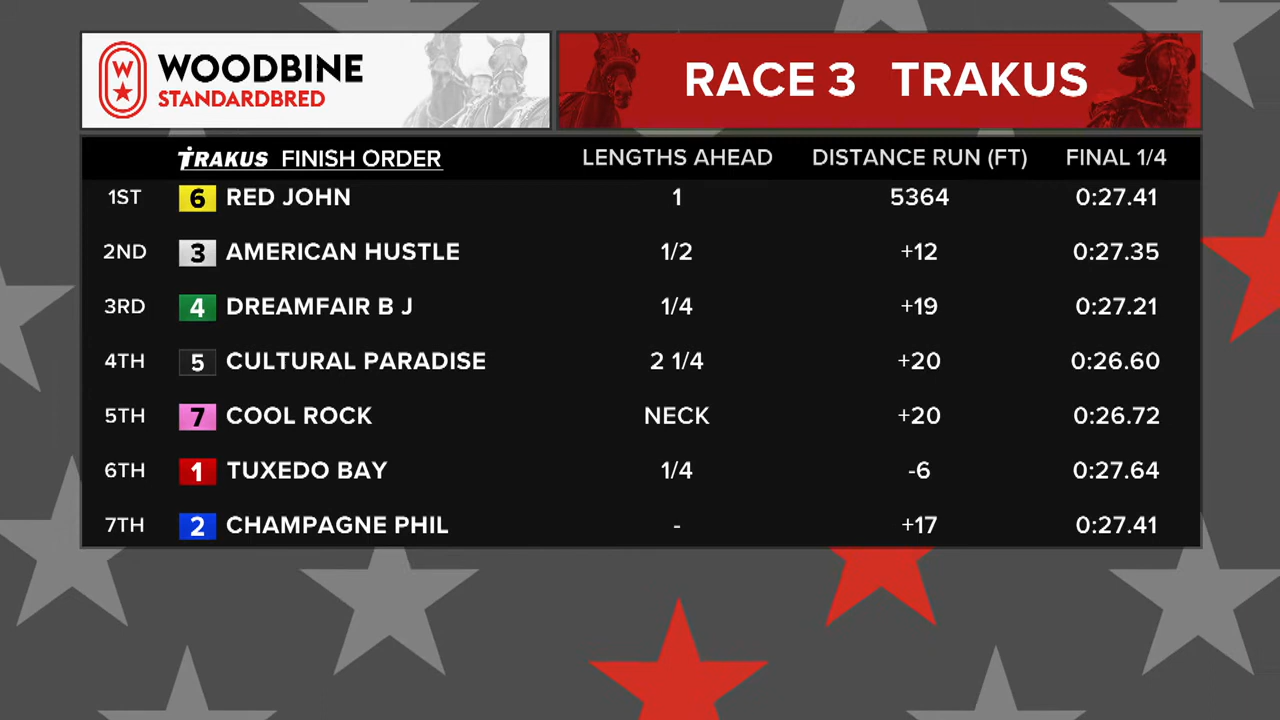 W
WOODBINE
STANDARDBRED
RACE 3 TRAKUS
TRAKUS FINISH ORDER LENGTHS AHEAD DISTANCE RUN (FT) FINAL 1/4
1ST 6 RED JOHN 1 5364 0:27.41
2ND 3 AMERICAN HUSTLE 1/2 +12 0:27.35
3RD 4 DREAMFAIR B J 1/4 +19 0:27.21
4TH 5 CULTURAL PARADISE 2 1/4 +20 0:26.60
5TH 7 COOL ROCK NECK +20 0:26.72
6TH 1 TUXEDO BAY 1/4 -6 0:27.64
7TH 2 CHAMPAGNE PHIL - +17 0:27.41